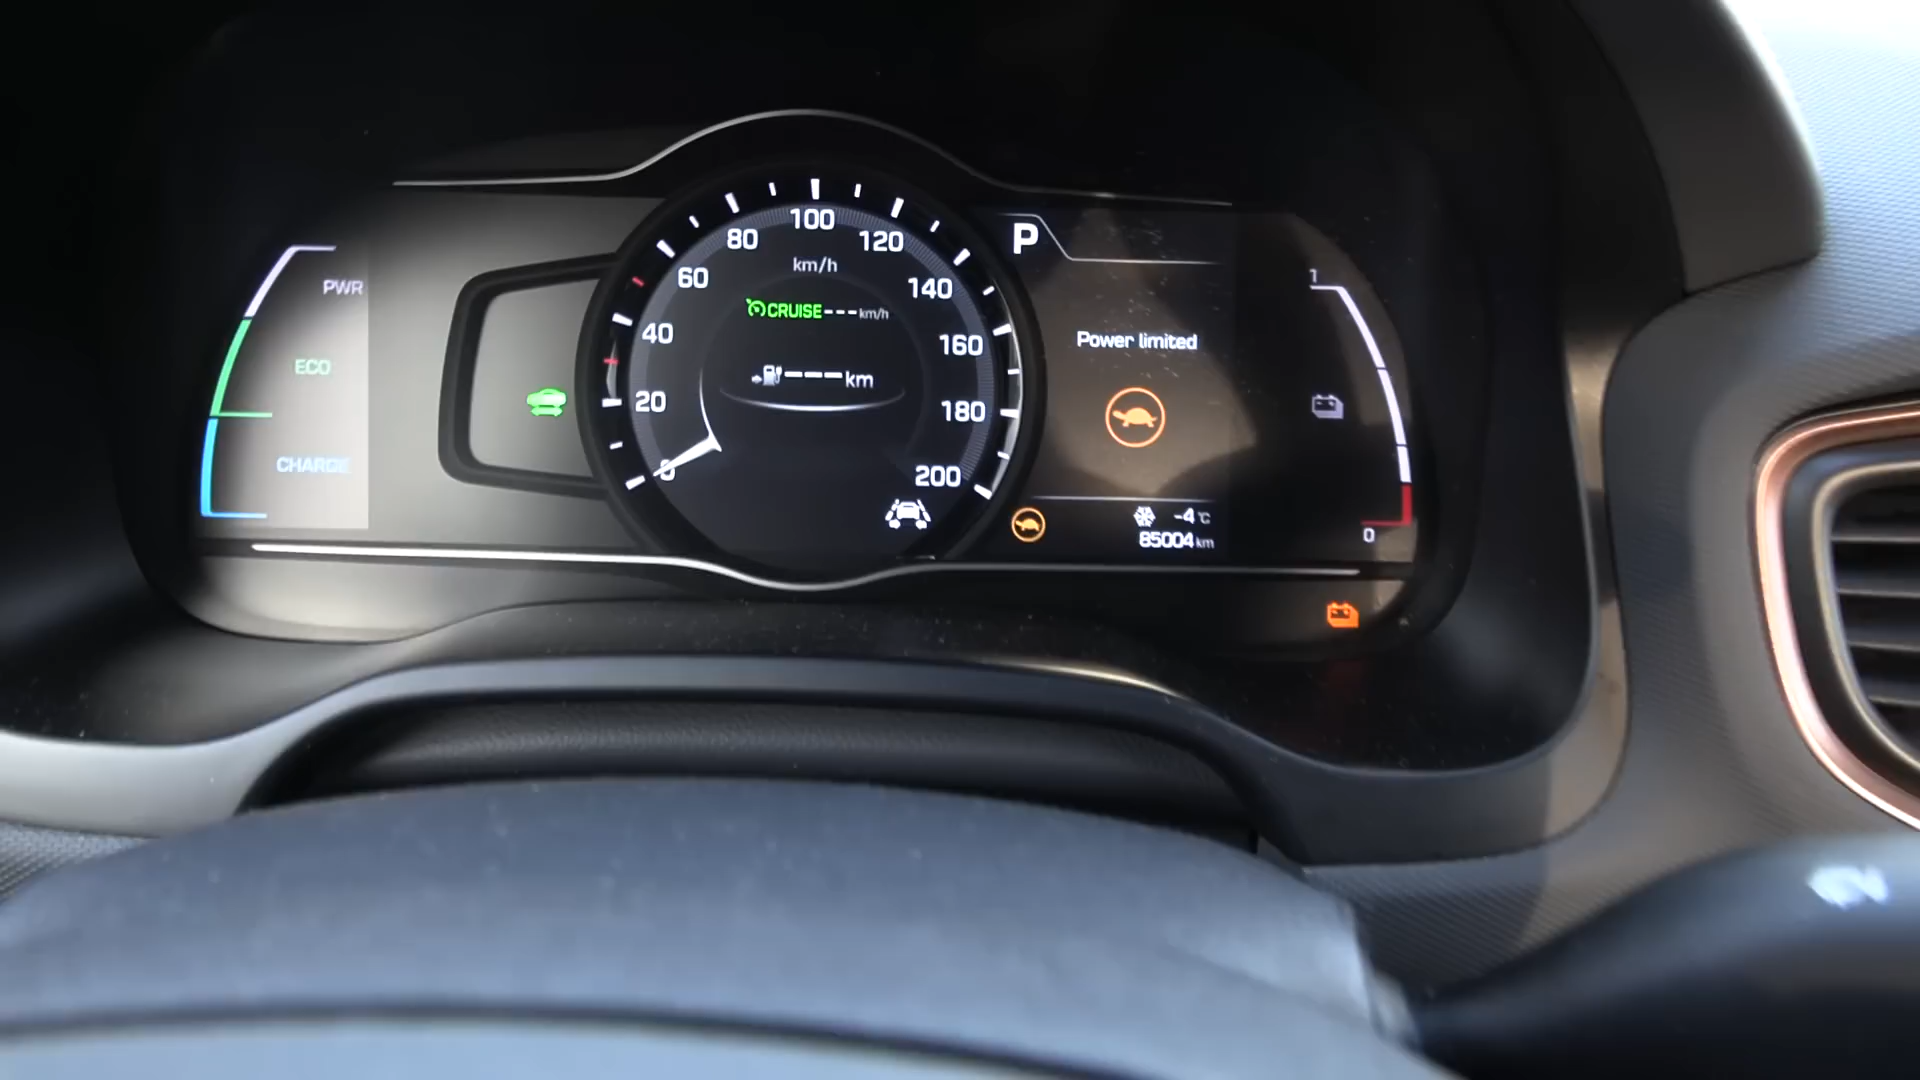 PWR
ECO
CHARGE
0
20
40
60
80
100
120
140
160
180
200
km/h
CRUISE---km/h
---km
P
Power limited
-4°C
85004km
1
0